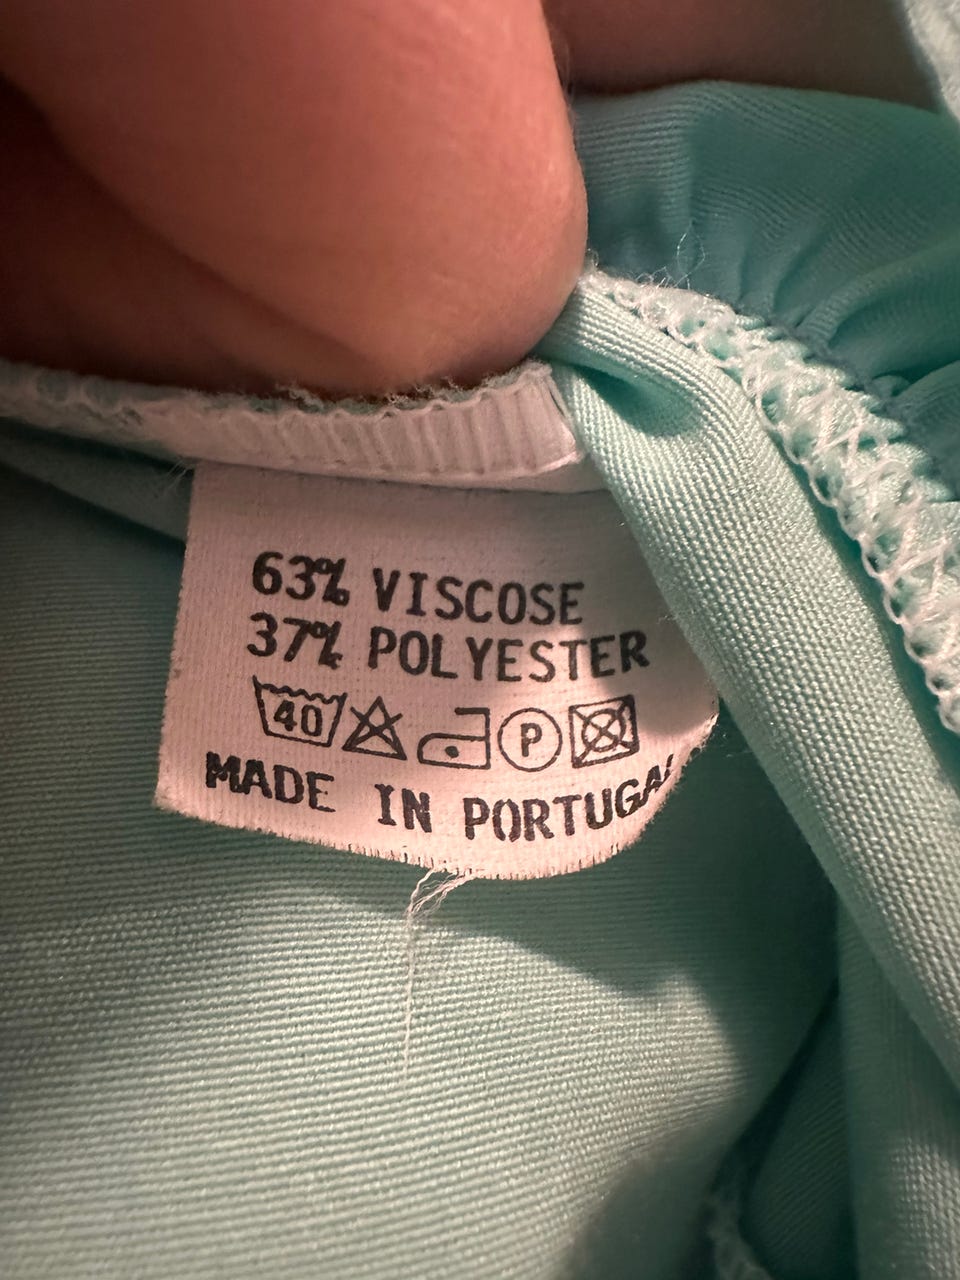 63% VISCOSE
37% POLYESTER
40 P
MADE IN PORTUGAL